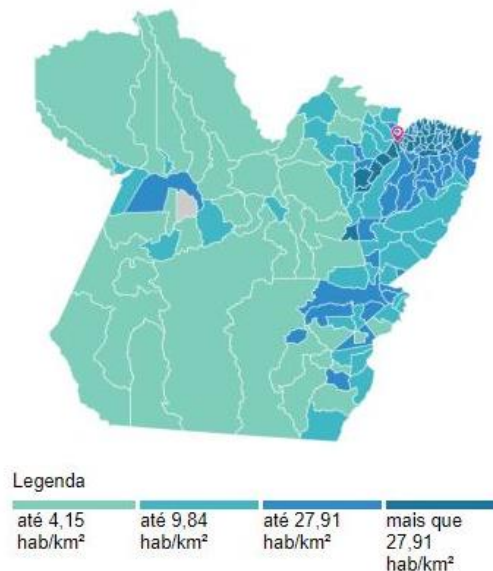 Legenda
até 4,15 hab/km²
até 9,84 hab/km²
até 27,91 hab/km²
mais que 27,91 hab/km²